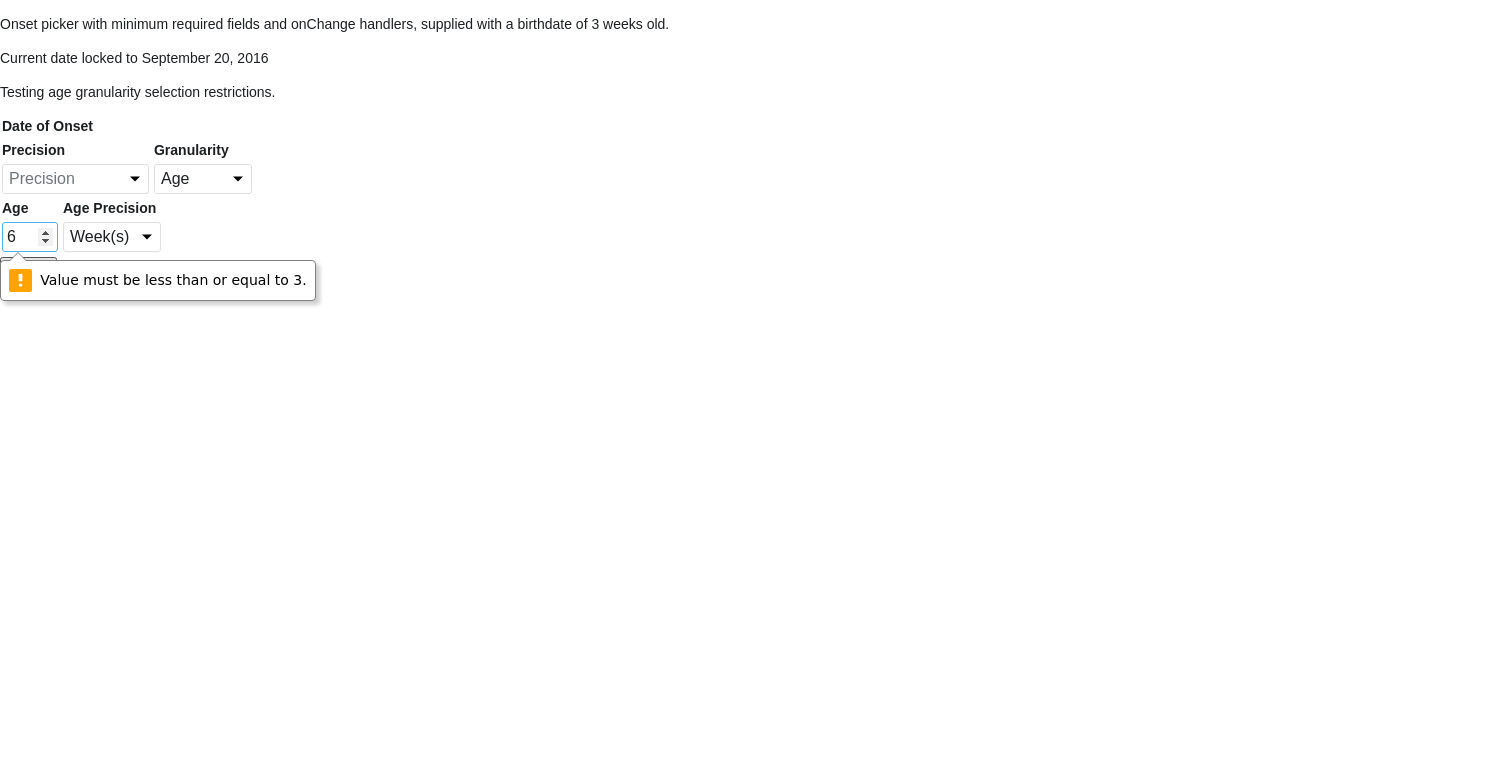 Onset picker with minimum required fields and onChange handlers, supplied with a birthdate of 3 weeks old.
Current date locked to September 20, 2016
Testing age granularity selection restrictions.
Date of Onset
Precision Granularity
Precision Age
Age Age Precision
6 Week(s)
Value must be less than or equal to 3.